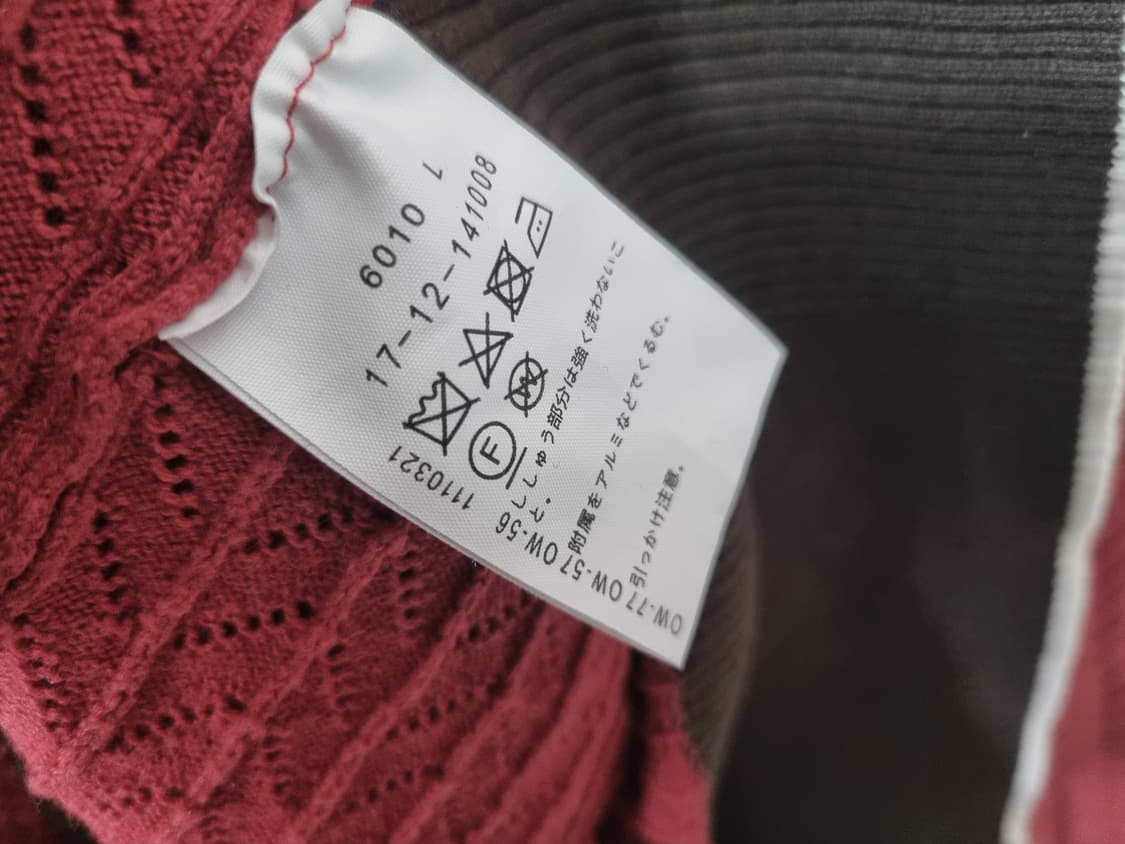 6010 L
17-12-141008
F W
ししゅう部分は強く洗わないこ
と。
附属をアルミなどでくるむ。
引っかけ注意。
1110321
OW-56
OW-57
OW-77